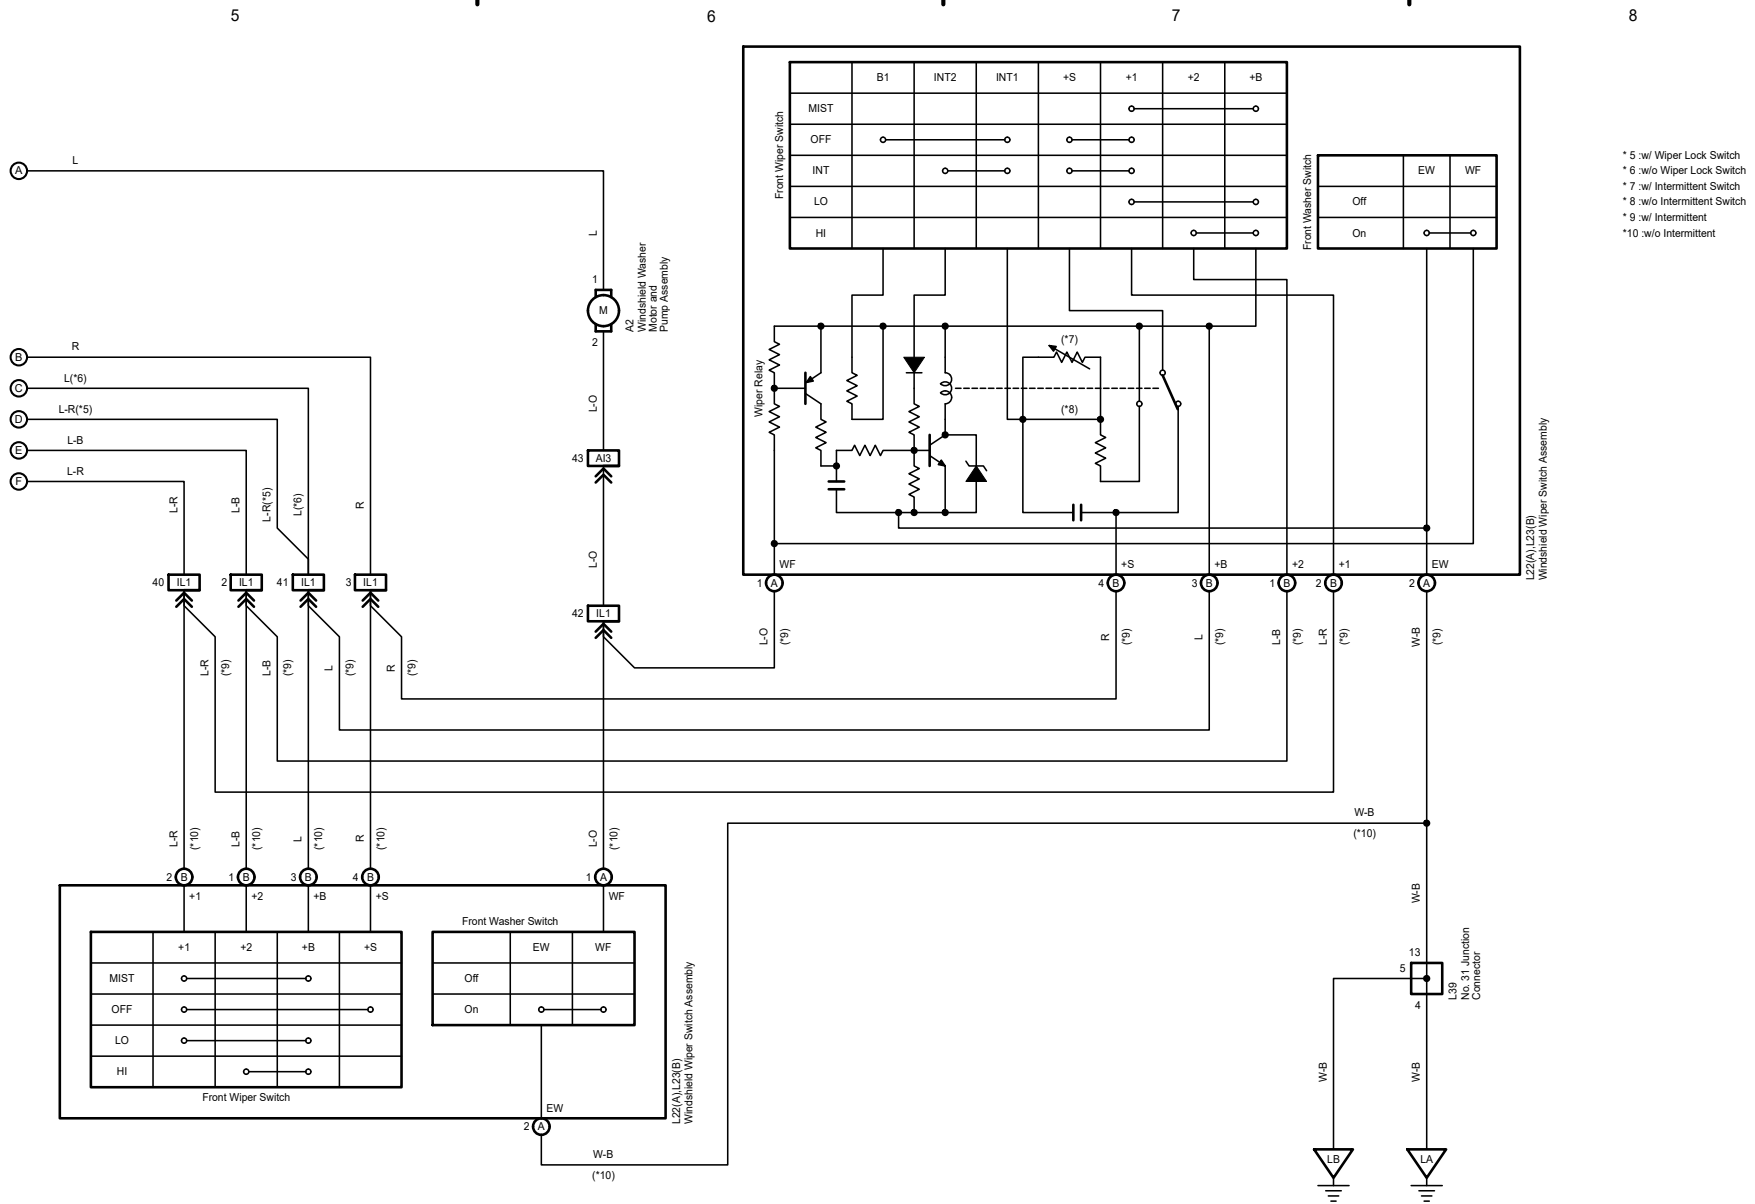 5
6
7
8
Front Wiper Switch
B1 INT2 INT1 +S +1 +2 +B
MIST
OFF
INT
LO
HI
Front Washer Switch
EW WF
Off
On
* 5 :w/ Wiper Lock Switch
* 6 :w/o Wiper Lock Switch
* 7 :w/ Intermittent Switch
* 8 :w/o Intermittent Switch
* 9 :w/ Intermittent
*10 :w/o Intermittent
A
L
L
1
M
2
A2
Windshield Washer
Motor and
Pump Assembly
B
R
C
L(*6)
D
L-R(*5)
E
L-B
F
L-R
L-O
43 AI3
L-O
42 IL1
Wiper Relay
(*7)
(*8)
L22(A),L23(B)
Windshield Wiper Switch Assembly
L-R
L-B
L-R(*5)
L(*6)
R
40 IL1
2 IL1
41 IL1
3 IL1
WF
+S
+B
+2
+1
EW
1 A
4 B
3 B
1 B
2 B
2 A
L-R
(*9)
L-B
(*9)
L
(*9)
R
(*9)
L-O
(*9)
R
(*9)
L
(*9)
L-B
(*9)
L-R
(*9)
W-B
(*9)
L-R
(*10)
L-B
(*10)
L
(*10)
R
(*10)
L-O
(*10)
W-B
(*10)
2 B
1 B
3 B
4 B
1 A
+1
+2
+B
+S
WF
Front Washer Switch
+1 +2 +B +S
MIST
OFF
LO
HI
Front Wiper Switch
EW WF
Off
On
L22(A),L23(B)
Windshield Wiper Switch Assembly
EW
2 A
W-B
(*10)
W-B
13
5
4
L39
No. 31 Junction
Connector
W-B
W-B
LB
LA